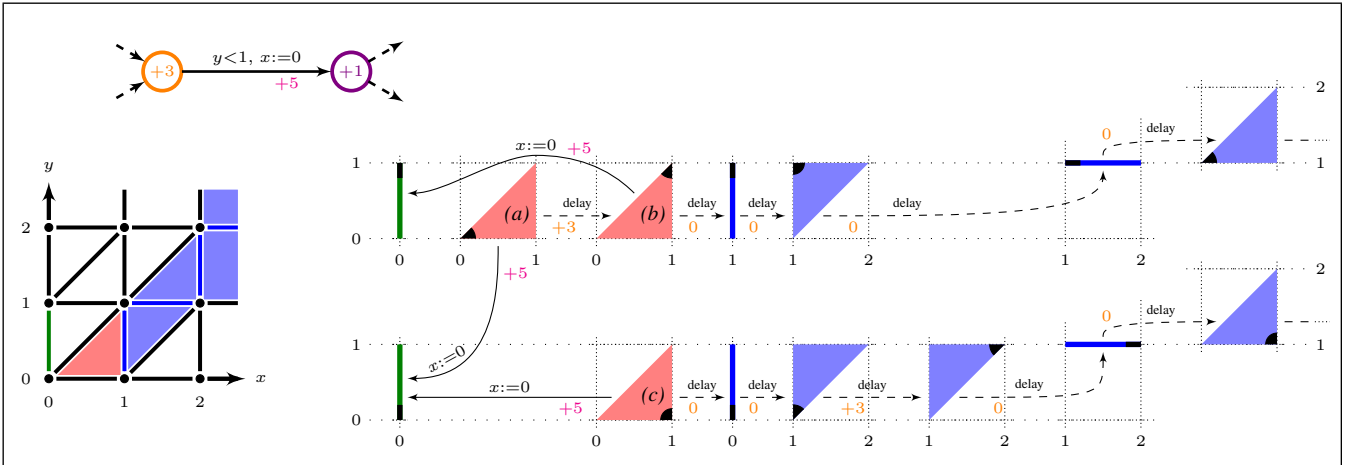 y<1, x:=0
+3 +1
+5
2
x:=0 +5
0
delay
1 1
y
(a) delay (b) delay delay delay
+3 0 0 0
2
0 0
0 0 1 0 1 0 1 2 1 2
+5
2
1
0
delay
1 1
x:=0
x:=0 (c) delay delay delay delay
+5 0 0 +3 0
0 x
0
0 1 2
0 0 1 0 1 2 1 2 1 2